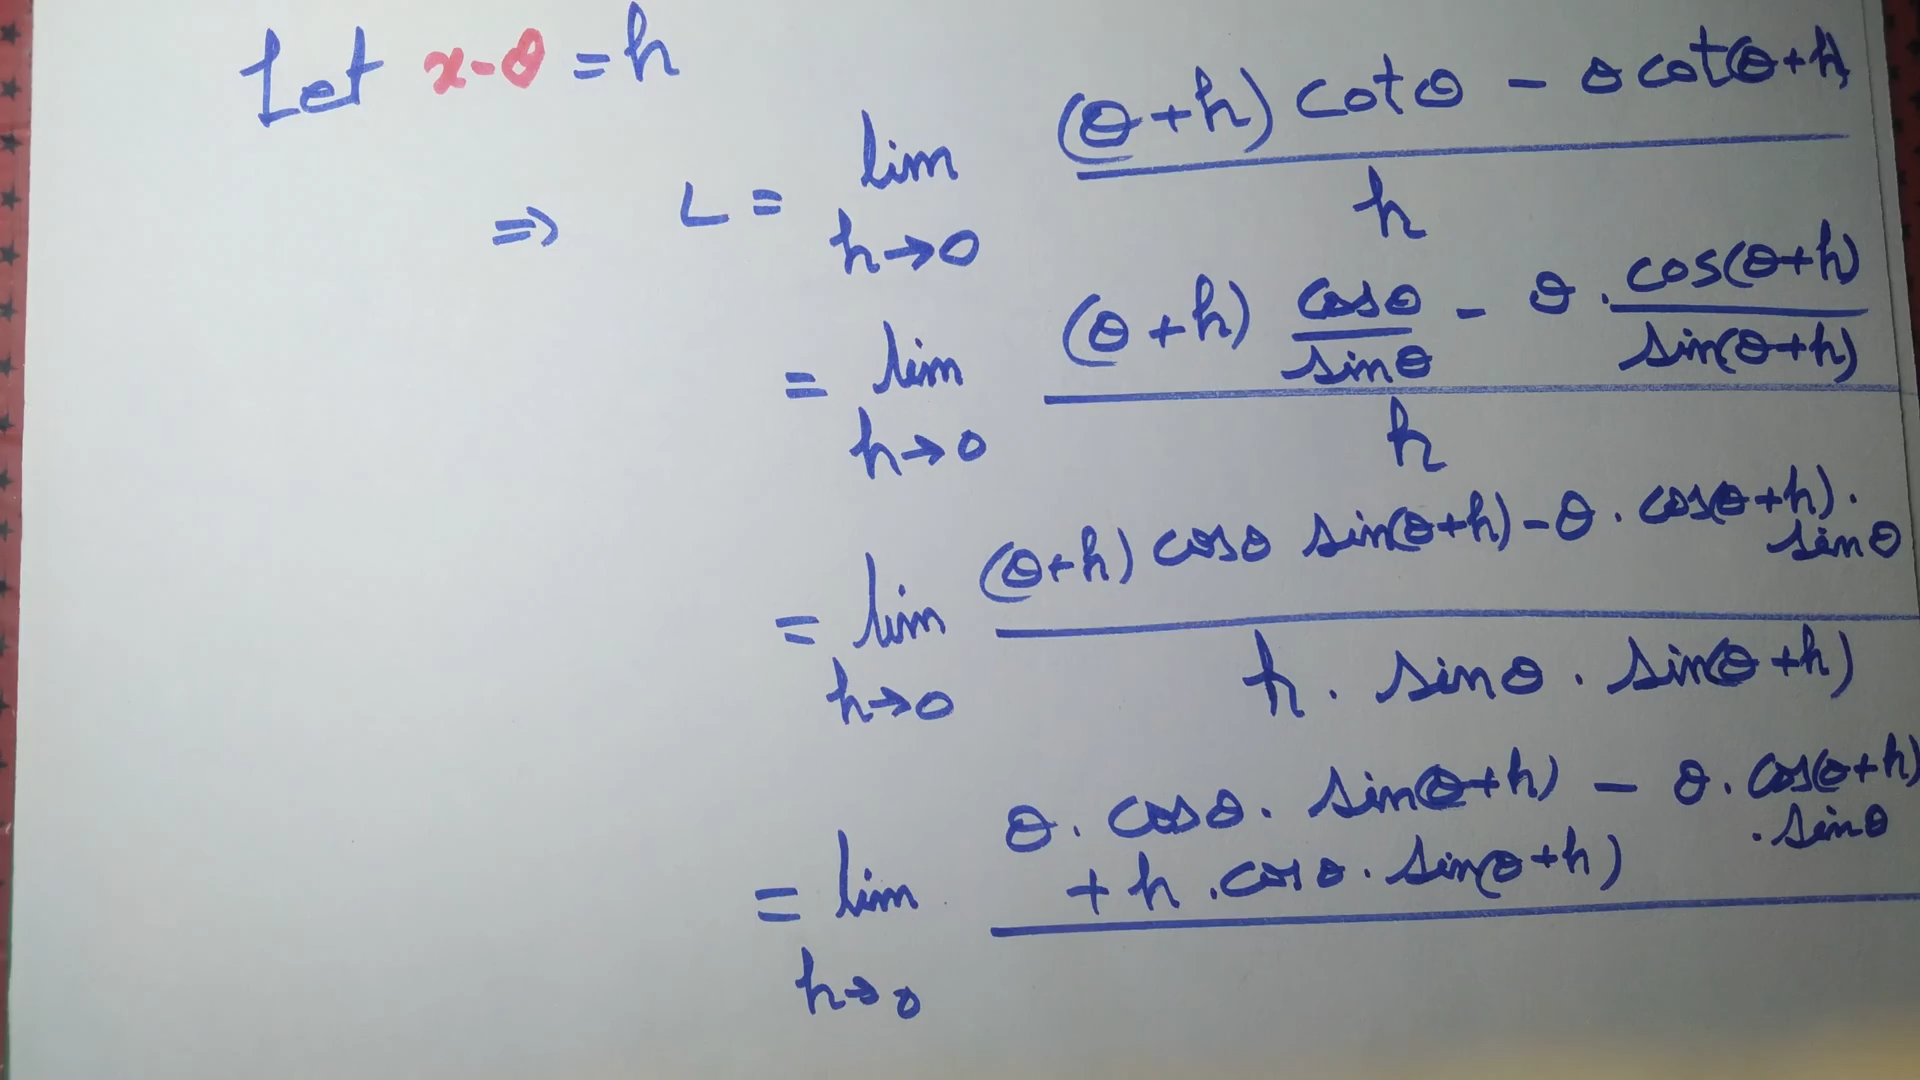 Let x-θ = h
⇒ L = lim h→0 ((θ+h) cotθ - θ cot(θ+h)) / h
= lim h→0 ((θ+h) cosθ/sinθ - θ . cos(θ+h)/sin(θ+h)) / h
= lim h→0 ((θ+h) cosθ sin(θ+h) - θ . cos(θ+h) . sinθ) / (h . sinθ . sin(θ+h))
= lim h→0 θ . cosθ . sin(θ+h) - θ . cos(θ+h) . sinθ
+ h . cosθ . sin(θ+h)